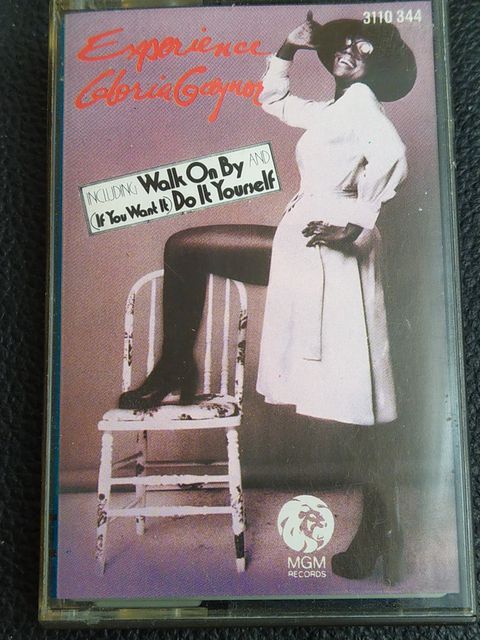 3110 344
Experience
Gloria Gaynor
INCLUDING Walk On By AND
(If You Want It) Do It Yourself
MGM
RECORDS